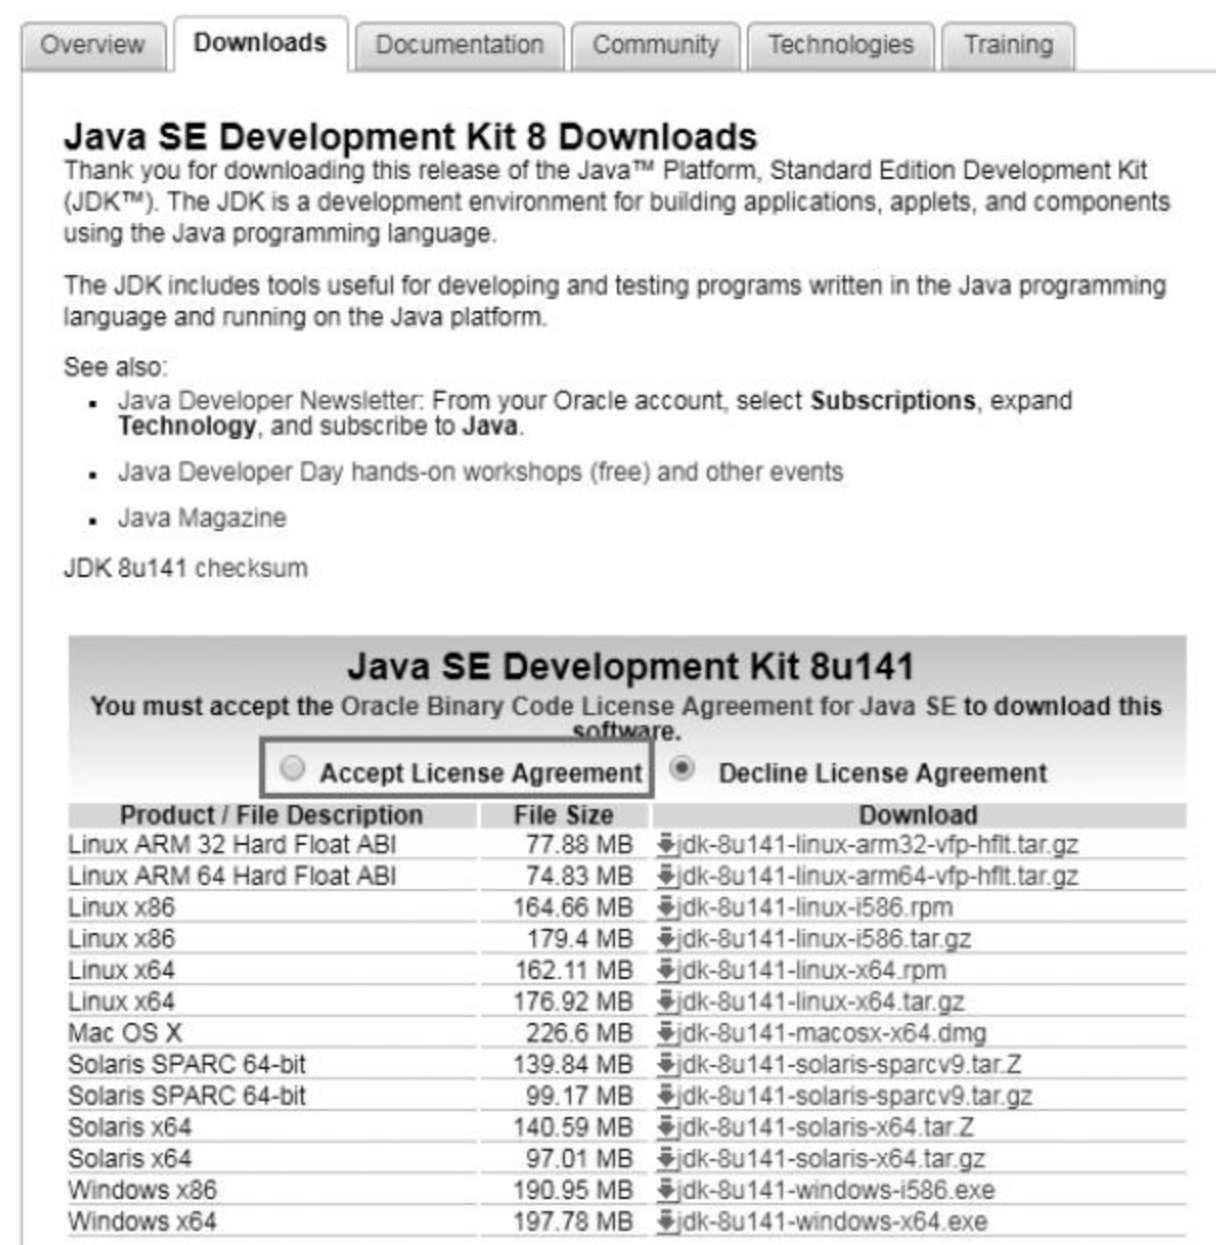 Overview Downloads Documentation Community Technologies Training
Java SE Development Kit 8 Downloads
Thank you for downloading this release of the Java™ Platform, Standard Edition Development Kit
(JDK™). The JDK is a development environment for building applications, applets, and components
using the Java programming language.
The JDK includes tools useful for developing and testing programs written in the Java programming
language and running on the Java platform.
See also:
▪ Java Developer Newsletter: From your Oracle account, select Subscriptions, expand
Technology, and subscribe to Java.
▪ Java Developer Day hands-on workshops (free) and other events
▪ Java Magazine
JDK 8u141 checksum
Java SE Development Kit 8u141
You must accept the Oracle Binary Code License Agreement for Java SE to download this
software.
Accept License Agreement Decline License Agreement
Product / File Description File Size Download
Linux ARM 32 Hard Float ABI 77.88 MB jdk-8u141-linux-arm32-vfp-hflt.tar.gz
Linux ARM 64 Hard Float ABI 74.83 MB jdk-8u141-linux-arm64-vfp-hflt.tar.gz
Linux x86 164.66 MB jdk-8u141-linux-i586.rpm
Linux x86 179.4 MB jdk-8u141-linux-i586.tar.gz
Linux x64 162.11 MB jdk-8u141-linux-x64.rpm
Linux x64 176.92 MB jdk-8u141-linux-x64.tar.gz
Mac OS X 226.6 MB jdk-8u141-macosx-x64.dmg
Solaris SPARC 64-bit 139.84 MB jdk-8u141-solaris-sparcv9.tar.Z
Solaris SPARC 64-bit 99.17 MB jdk-8u141-solaris-sparcv9.tar.gz
Solaris x64 140.59 MB jdk-8u141-solaris-x64.tar.Z
Solaris x64 97.01 MB jdk-8u141-solaris-x64.tar.gz
Windows x86 190.95 MB jdk-8u141-windows-i586.exe
Windows x64 197.78 MB jdk-8u141-windows-x64.exe